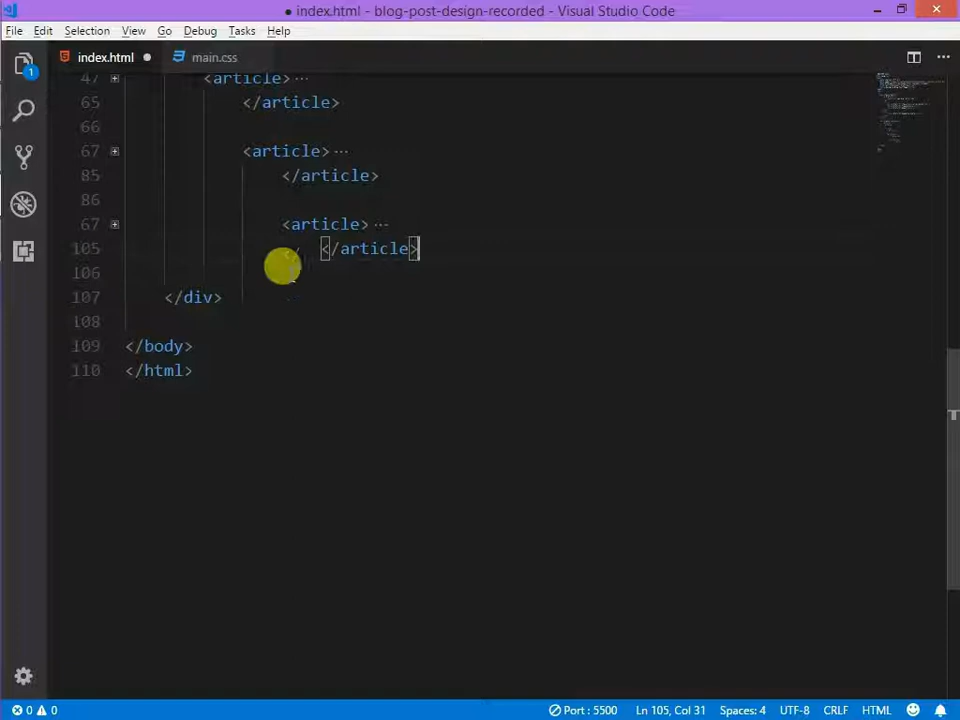 ● index.html - blog-post-design-recorded - Visual Studio Code
File Edit Selection View Go Debug Tasks Help
index.html ● main.css
47 <article> ...
65 </article>
66
67 <article> ...
85 </article>
86
67 <article> ...
105 </article>
106
107 </div>
108
109 </body>
110 </html>
1
0 0 Port : 5500 Ln 105, Col 31 Spaces: 4 UTF-8 CRLF HTML